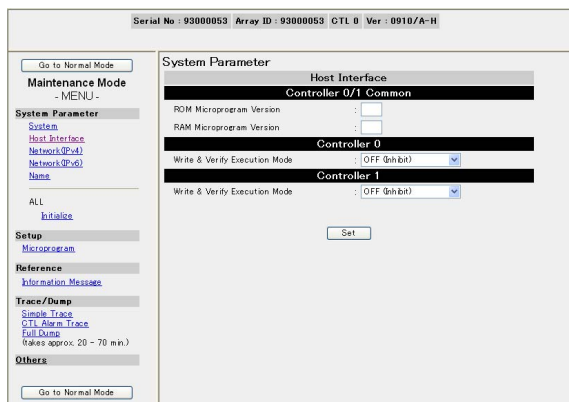 Serial No : 93000053 Array ID : 93000053 CTL 0 Ver : 0910/A-H
Go to Normal Mode
Maintenance Mode
- MENU -
System Parameter
System
Host Interface
Network(IPv4)
Network(IPv6)
Name
ALL
Initialize
Setup
Microprogram
Reference
Information Message
Trace/Dump
Simple Trace
CTL Alarm Trace
Full Dump
(takes approx. 20 - 70 min.)
Others
Go to Normal Mode
System Parameter
Host Interface
Controller 0/1 Common
ROM Microprogram Version :
RAM Microprogram Version :
Controller 0
Write & Verify Execution Mode : OFF (Inhibit)
Controller 1
Write & Verify Execution Mode : OFF (Inhibit)
Set